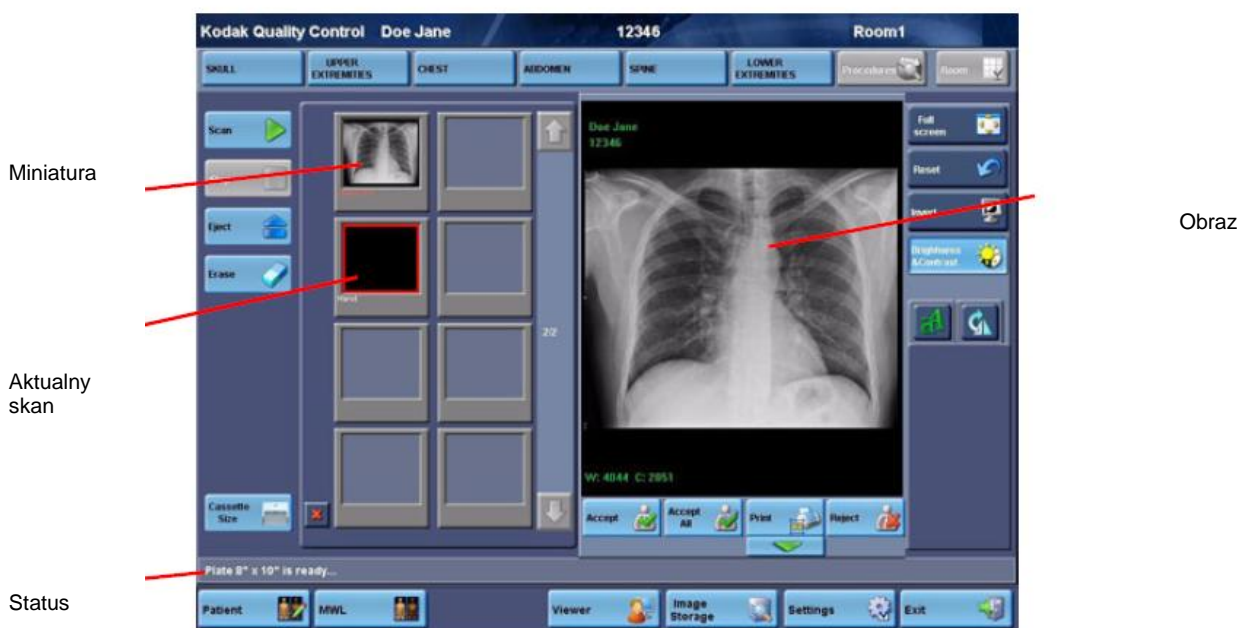 Kodak Quality Control Doe Jane 12346 Room1
SKULL
UPPER
EXTREMITIES
CHEST
ABDOMEN
SPINE
LOWER
EXTREMITIES
Procedures
Room
Miniatura
Aktualny
skan
Status
Scan
Eject
Erase
Cassette
Size
Hand
2/2
Doe Jane
12346
W: 4044 C: 2051
Accept
Accept
All
Print
Reject
Full
screen
Reset
Invert
Brightness
&Contrast
Obraz
Plate 8" x 10" is ready...
Patient
MWL
Viewer
Image
Storage
Settings
Exit